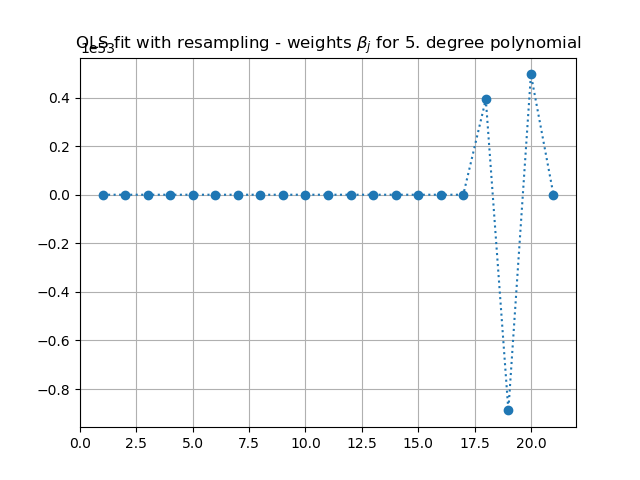 OLS fit with resampling - weights βj for 5. degree polynomial
1e53
0.4
0.2
0.0
−0.2
−0.4
−0.6
−0.8
0.0 2.5 5.0 7.5 10.0 12.5 15.0 17.5 20.0